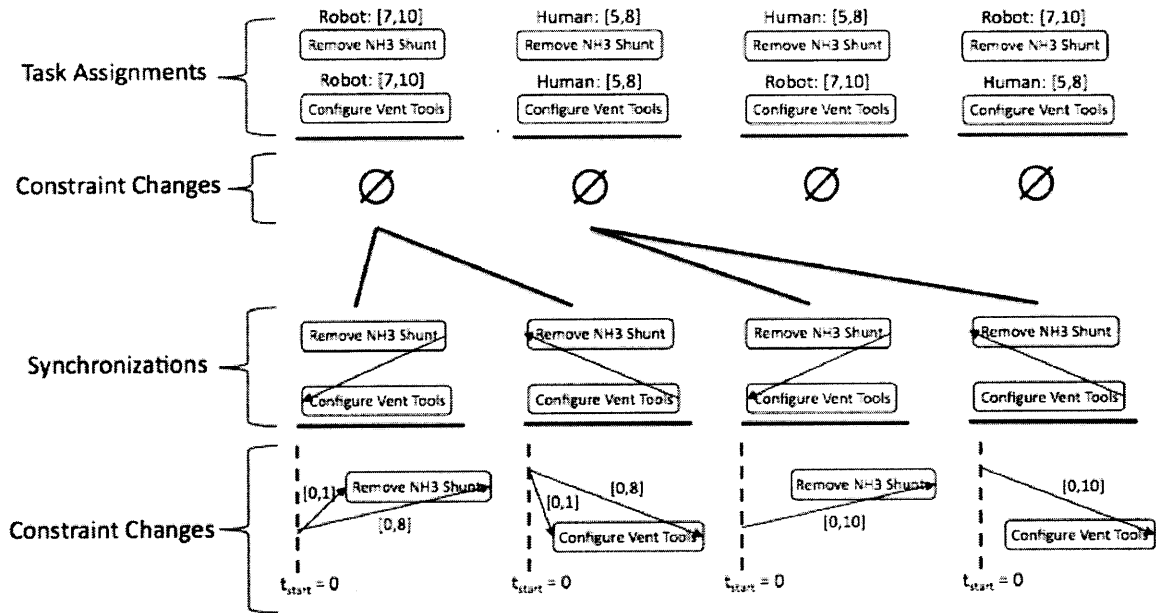 Task Assignments
Robot: [7,10]
Remove NH3 Shunt
Robot: [7,10]
Configure Vent Tools
Human: [5,8]
Remove NH3 Shunt
Human: [5,8]
Configure Vent Tools
Human: [5,8]
Remove NH3 Shunt
Robot: [7,10]
Configure Vent Tools
Robot: [7,10]
Remove NH3 Shunt
Human: [5,8]
Configure Vent Tools
Constraint Changes
∅ ∅ ∅ ∅
Synchronizations
Remove NH3 Shunt
Configure Vent Tools
Remove NH3 Shunt
Configure Vent Tools
Remove NH3 Shunt
Configure Vent Tools
Remove NH3 Shunt
Configure Vent Tools
Constraint Changes
[0,1]
Remove NH3 Shunt
[0,8]
tstart = 0
[0,8]
[0,1]
Configure Vent Tools
tstart = 0
Remove NH3 Shunt
[0,10]
tstart = 0
[0,10]
Configure Vent Tools
tstart = 0